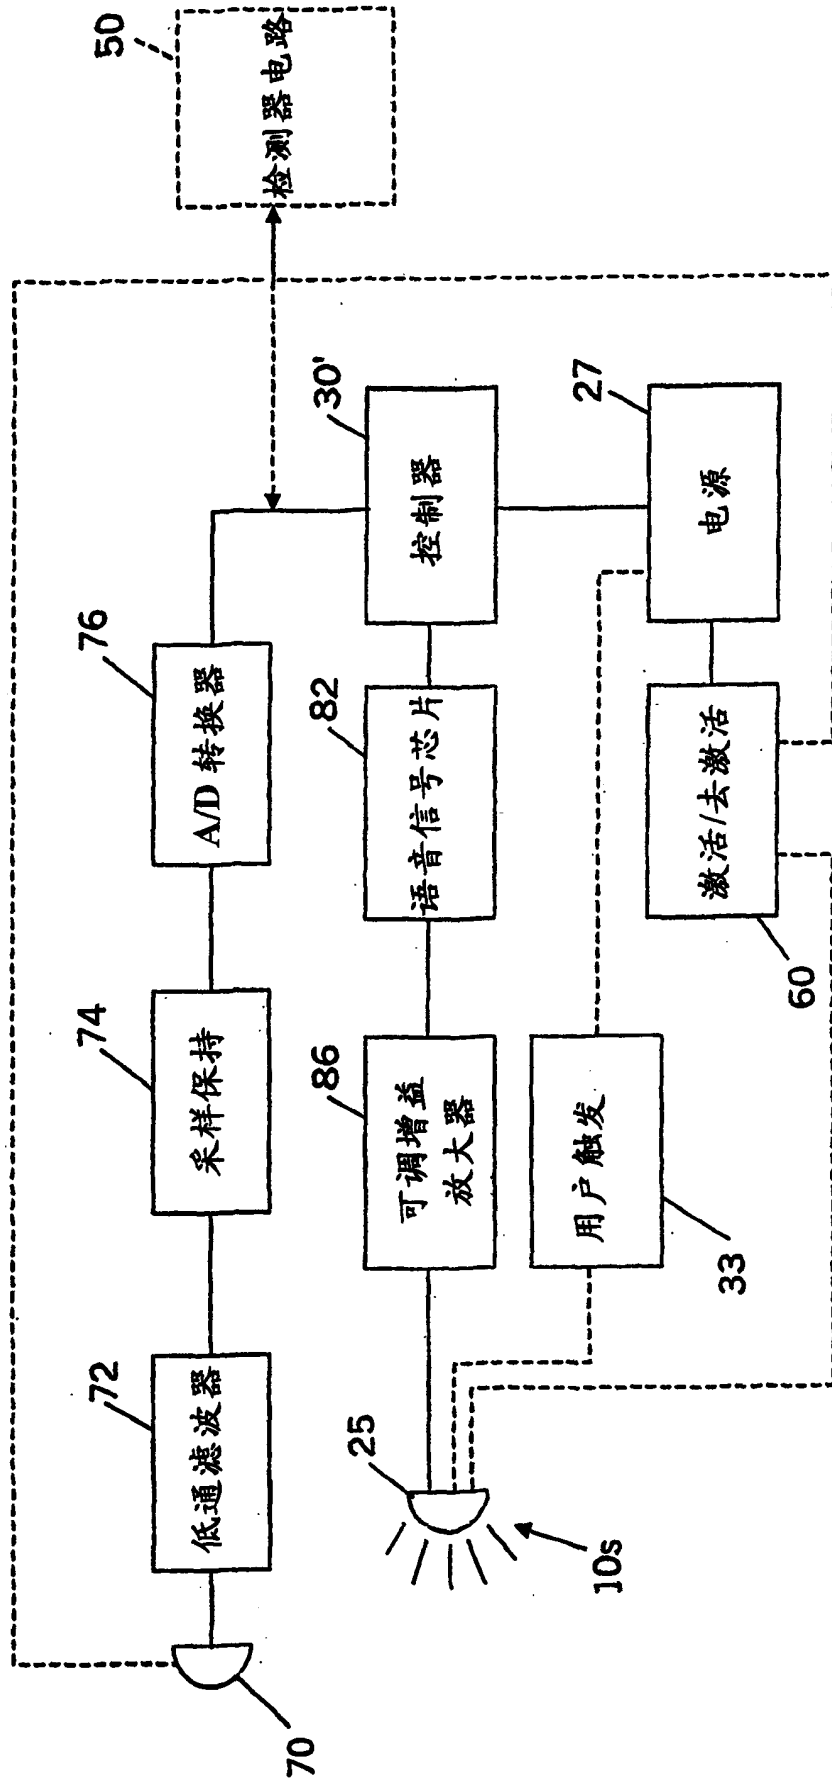 70
72
低通滤波器
74
采样保持
76
A/D 转换器
50
检测器电路
10s
25
86
可调增益
放大器
82
语音信号芯片
30'
控制器
33
用户触发
60
激活/去激活
27
电源